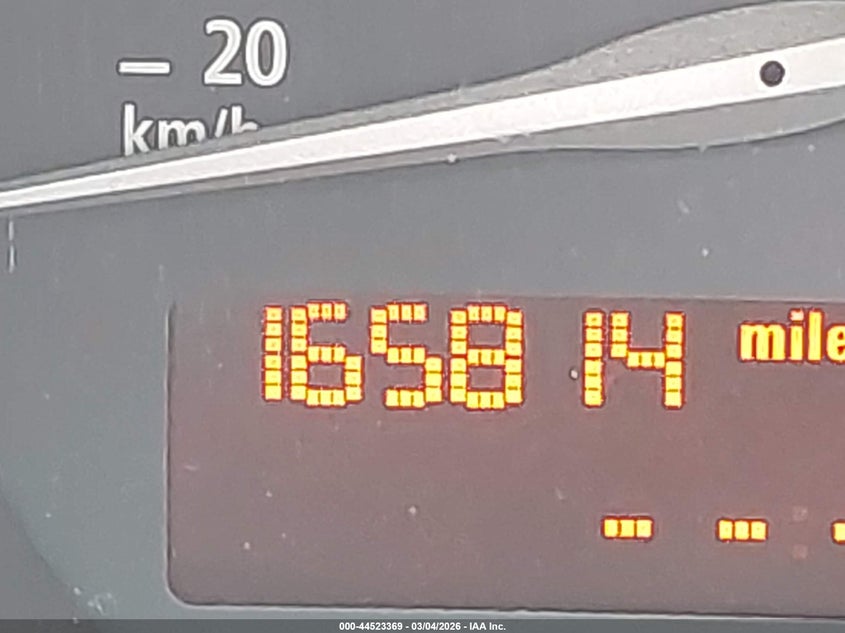 – 20
km/h
165814 mile
- - -
000-44523369 - 03/04/2026 - IAA Inc.